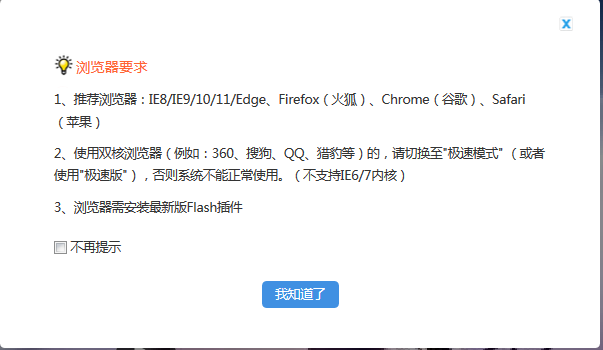 浏览器要求
1、推荐浏览器：IE8/IE9/10/11/Edge、Firefox（火狐）、Chrome（谷歌）、Safari
（苹果）
2、使用双核浏览器（例如：360、搜狗、QQ、猎豹等）的，请切换至"极速模式"（或者
使用"极速版"），否则系统不能正常使用。（不支持IE6/7内核）
3、浏览器需安装最新版Flash插件
不再提示
我知道了